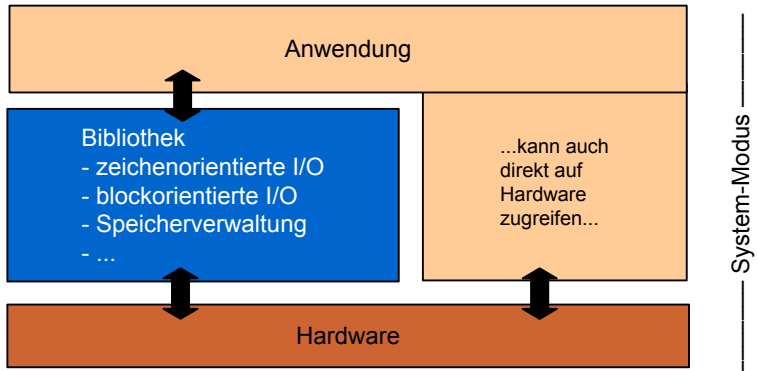 Anwendung
Bibliothek
- zeichenorientierte I/O
- blockorientierte I/O
- Speicherverwaltung
- ...
...kann auch
direkt auf
Hardware
zugreifen...
Hardware
System-Modus